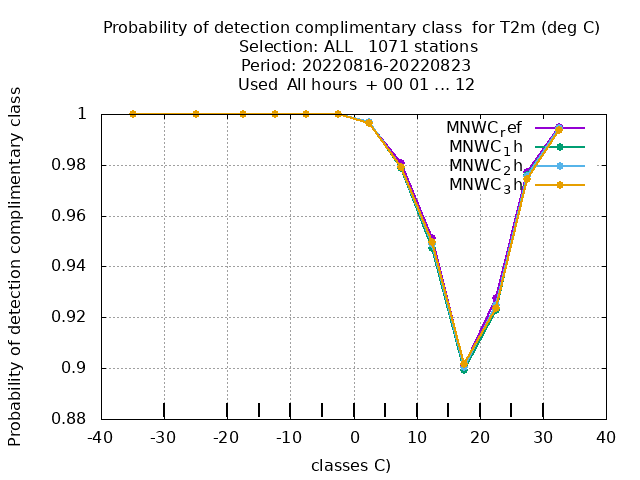 Probability of detection complimentary class  for T2m (deg C)
Selection: ALL   1071 stations
Period: 20220816-20220823
Used  All hours  + 00 01 ... 12
Probability of detection complimentary class
1
0.98
0.96
0.94
0.92
0.9
0.88
MNWC_ref
MNWC_1h
MNWC_2h
MNWC_3h
-40 -30 -20 -10 0 10 20 30 40
classes C)